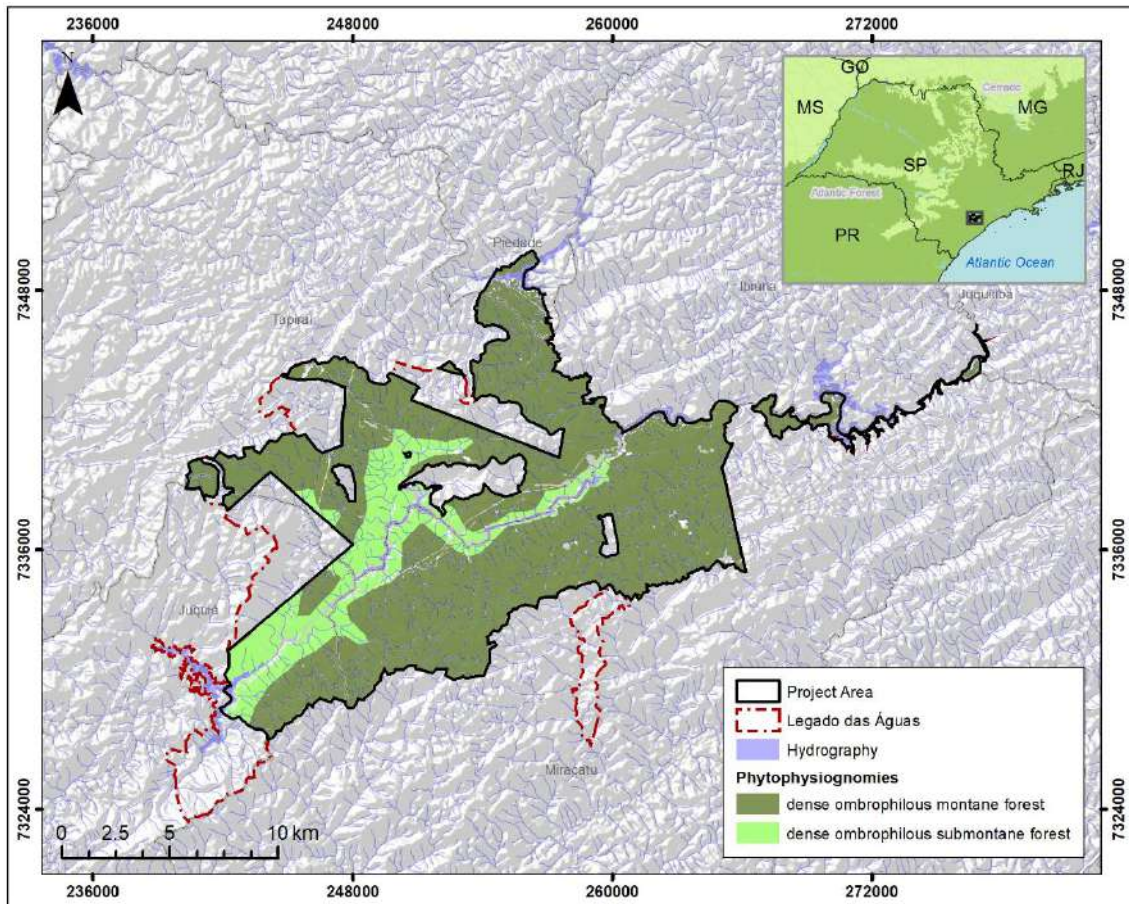 236000 248000 260000 272000
N
GO
Cerrado
MS
MG
SP
RJ
Atlantic Forest
PR
Atlantic Ocean
Piedade
7348000
7348000
Ibiúna
Juquitiba
Tapiraí
7336000
7336000
Juquiá
Project Area
Legado das Águas
Hydrography
Miracatu
Phytophysiognomies
7324000
dense ombrophilous montane forest
7324000
dense ombrophilous submontane forest
0 2.5 5 10 km
236000 248000 260000 272000